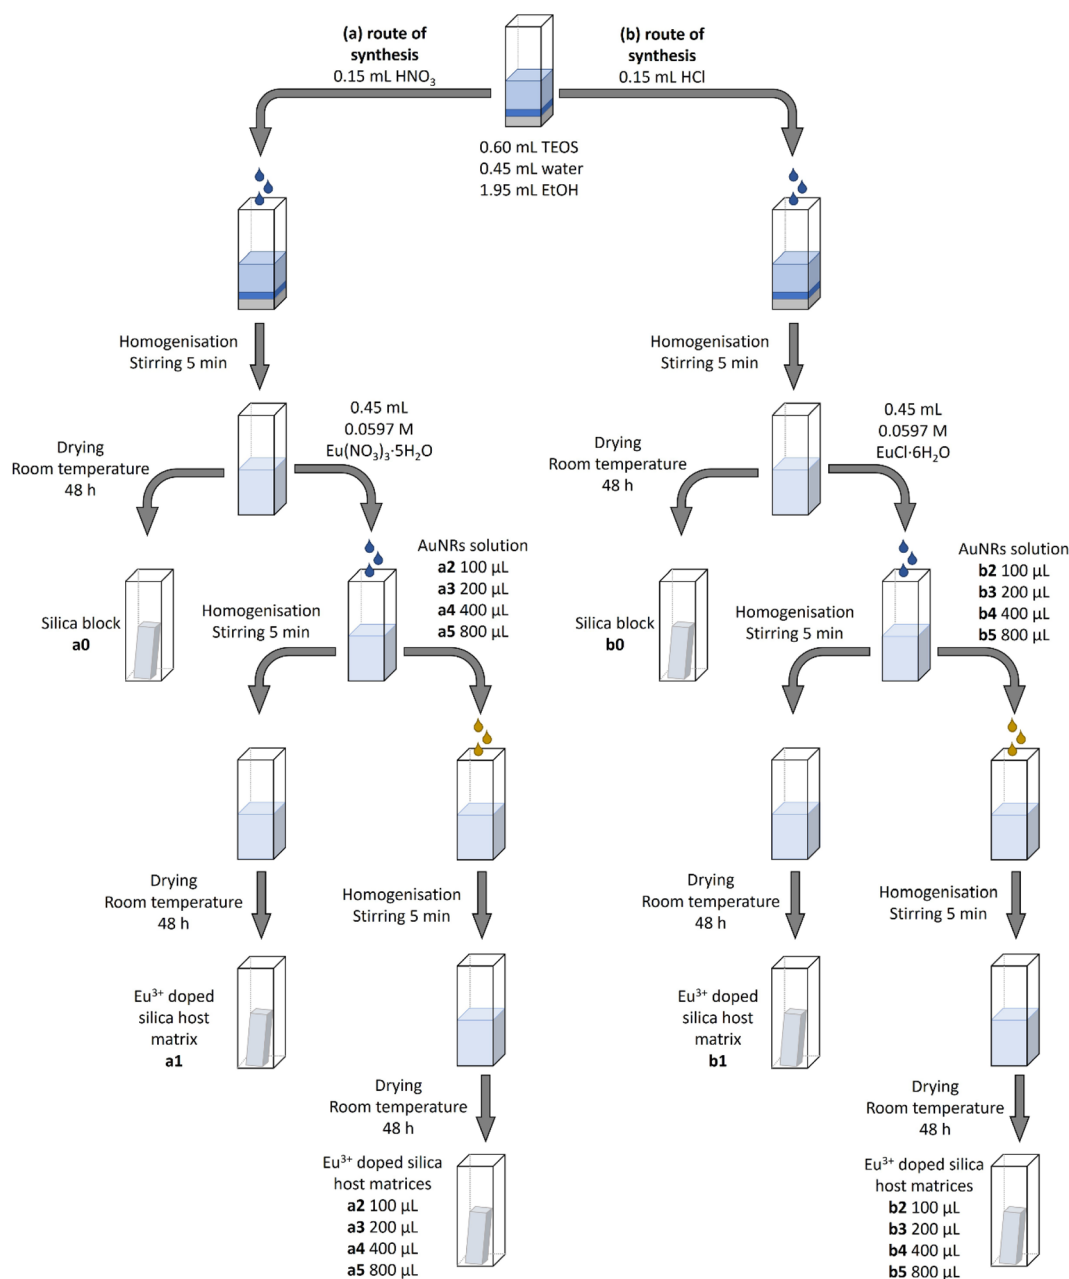 (a) route of
synthesis
0.15 mL HNO₃
(b) route of
synthesis
0.15 mL HCl
0.60 mL TEOS
0.45 mL water
1.95 mL EtOH
Homogenisation
Stirring 5 min
Homogenisation
Stirring 5 min
Drying
Room temperature
48 h
0.45 mL
0.0597 M
Eu(NO₃)₃·5H₂O
Drying
Room temperature
48 h
0.45 mL
0.0597 M
EuCl·6H₂O
Silica block
a0
Homogenisation
Stirring 5 min
AuNRs solution
a2 100 µL
a3 200 µL
a4 400 µL
a5 800 µL
Silica block
b0
Homogenisation
Stirring 5 min
AuNRs solution
b2 100 µL
b3 200 µL
b4 400 µL
b5 800 µL
Drying
Room temperature
48 h
Homogenisation
Stirring 5 min
Drying
Room temperature
48 h
Homogenisation
Stirring 5 min
Eu³⁺ doped
silica host
matrix
a1
Eu³⁺ doped
silica host
matrix
b1
Drying
Room temperature
48 h
Drying
Room temperature
48 h
Eu³⁺ doped silica
host matrices
a2 100 µL
a3 200 µL
a4 400 µL
a5 800 µL
Eu³⁺ doped silica
host matrices
b2 100 µL
b3 200 µL
b4 400 µL
b5 800 µL